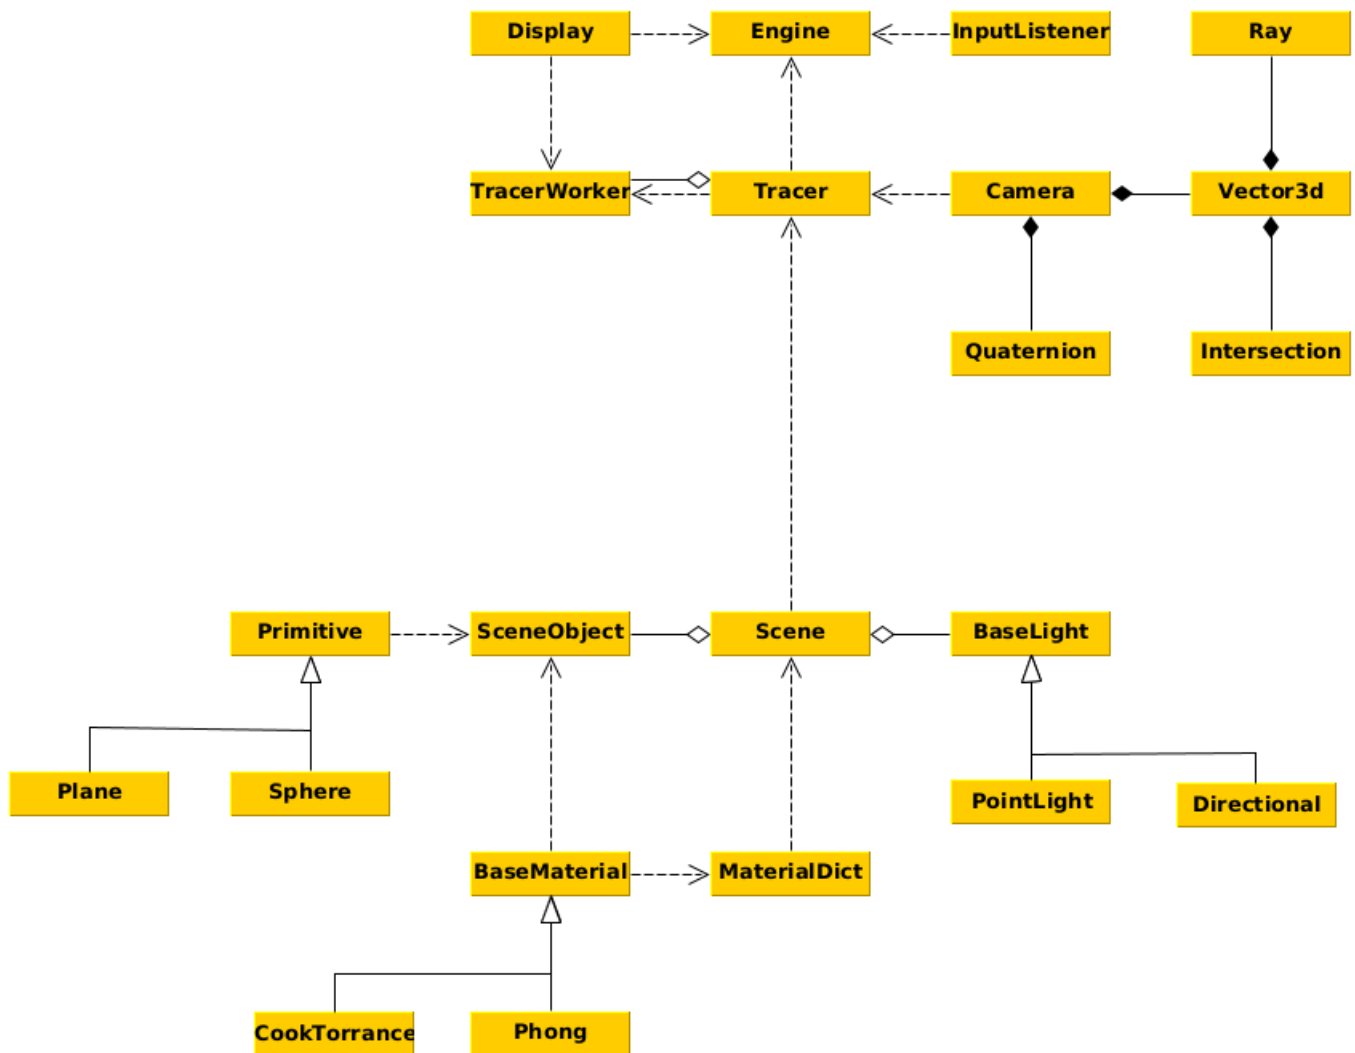 Display
Engine
InputListener
Ray
TracerWorker
Tracer
Camera
Vector3d
Quaternion
Intersection
Primitive
SceneObject
Scene
BaseLight
Plane
Sphere
PointLight
Directional
BaseMaterial
MaterialDict
CookTorrance
Phong